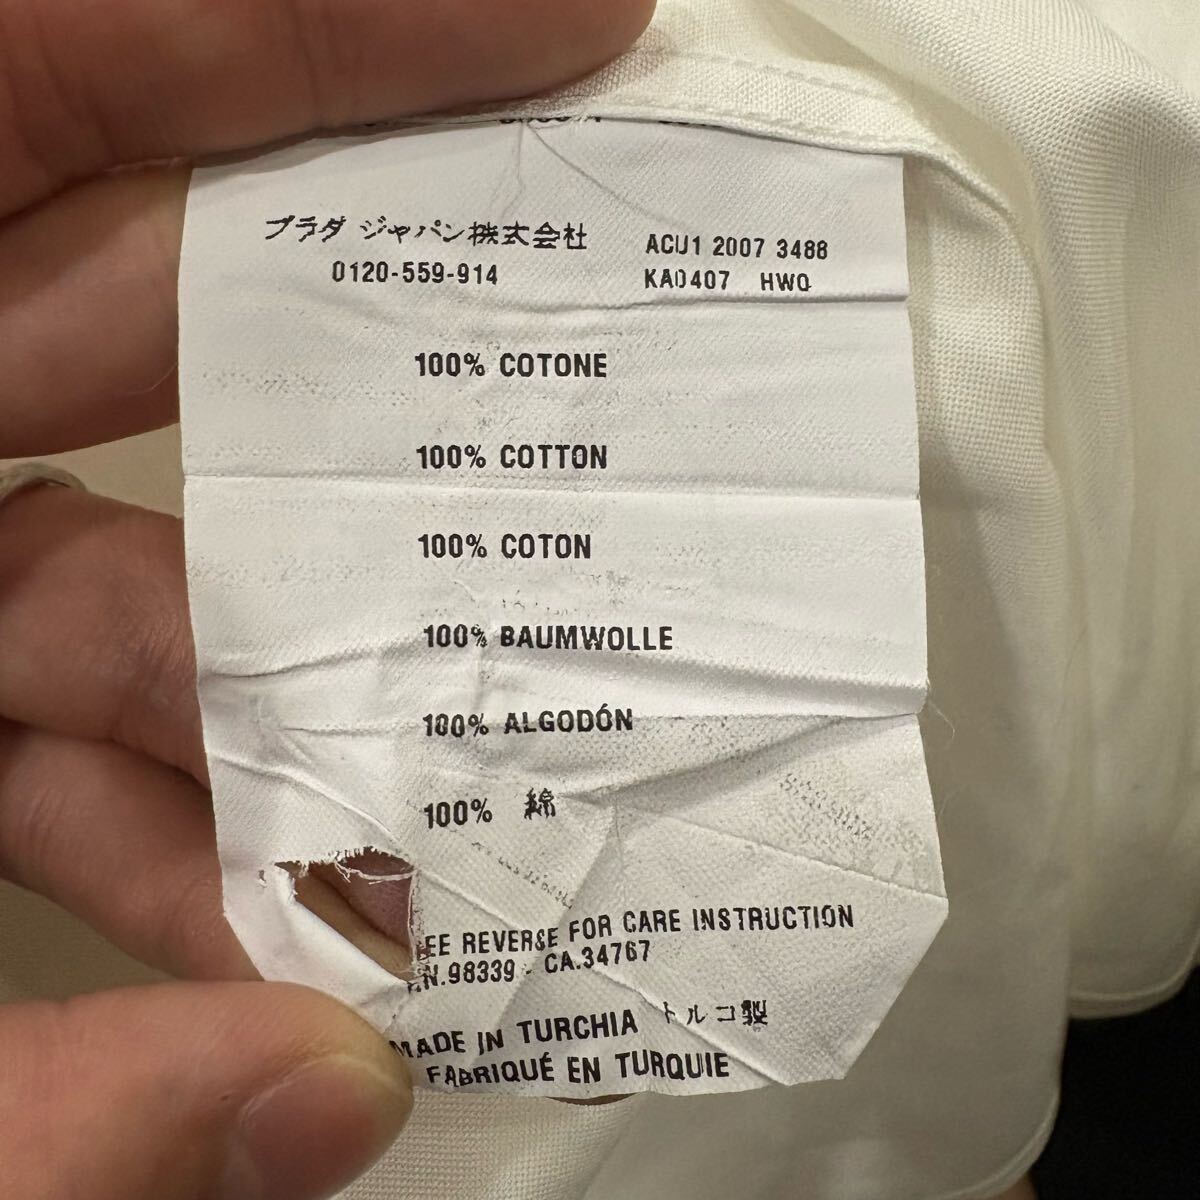 プラダ ジャパン株式会社
0120-559-914
ACU1 2007 3488
KA0407 HWQ
100% COTONE
100% COTTON
100% COTON
100% BAUMWOLLE
100% ALGODÓN
100% 綿
EE REVERSE FOR CARE INSTRUCTION
N.98339 - CA.34767
MADE IN TURCHIA トルコ製
FABRIQUÉ EN TURQUIE